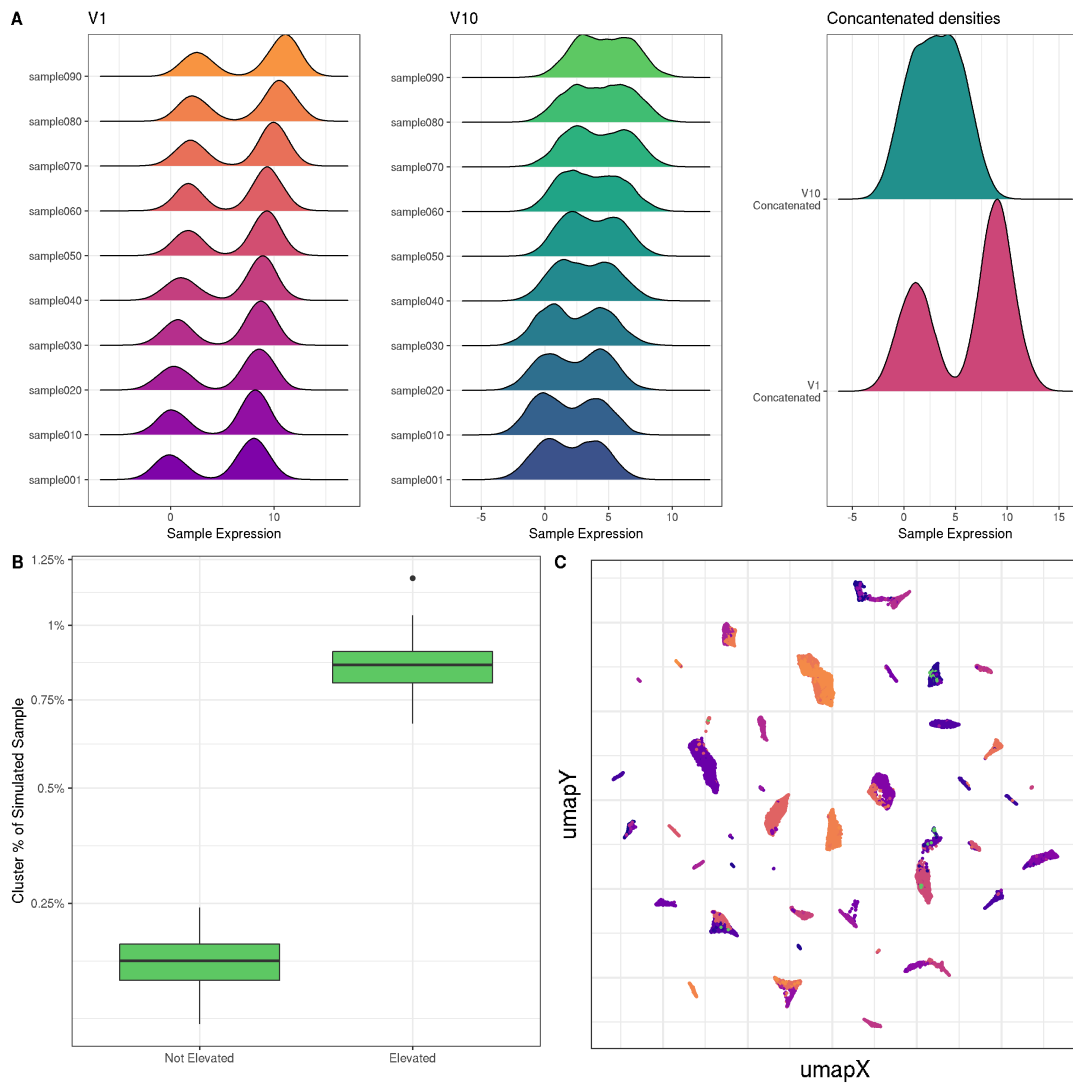 A
V1
V10
Concantenated densities
sample090
sample080
sample070
sample060
sample050
sample040
sample030
sample020
sample010
sample001
0
10
Sample Expression
sample090
sample080
sample070
sample060
sample050
sample040
sample030
sample020
sample010
sample001
-5
0
5
10
Sample Expression
V10
Concatenated
V1
Concatenated
-5
0
5
10
15
Sample Expression
B
1.25%
1%
0.75%
0.5%
0.25%
Cluster % of Simulated Sample
Not Elevated
Elevated
C
umapY
umapX